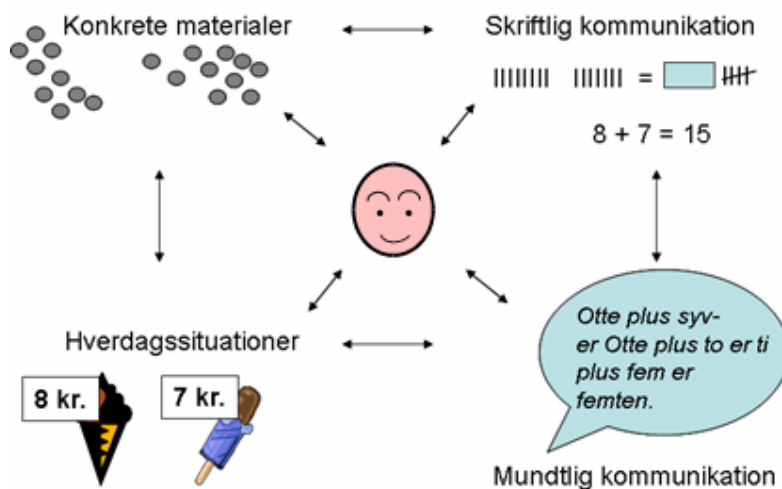 Konkrete materialer
Skriftlig kommunikation
=
8 + 7 = 15
Hverdagssituationer
8 kr.
7 kr.
Otte plus syv-
er Otte plus to er ti
plus fem er
femten.
Mundtlig kommunikation